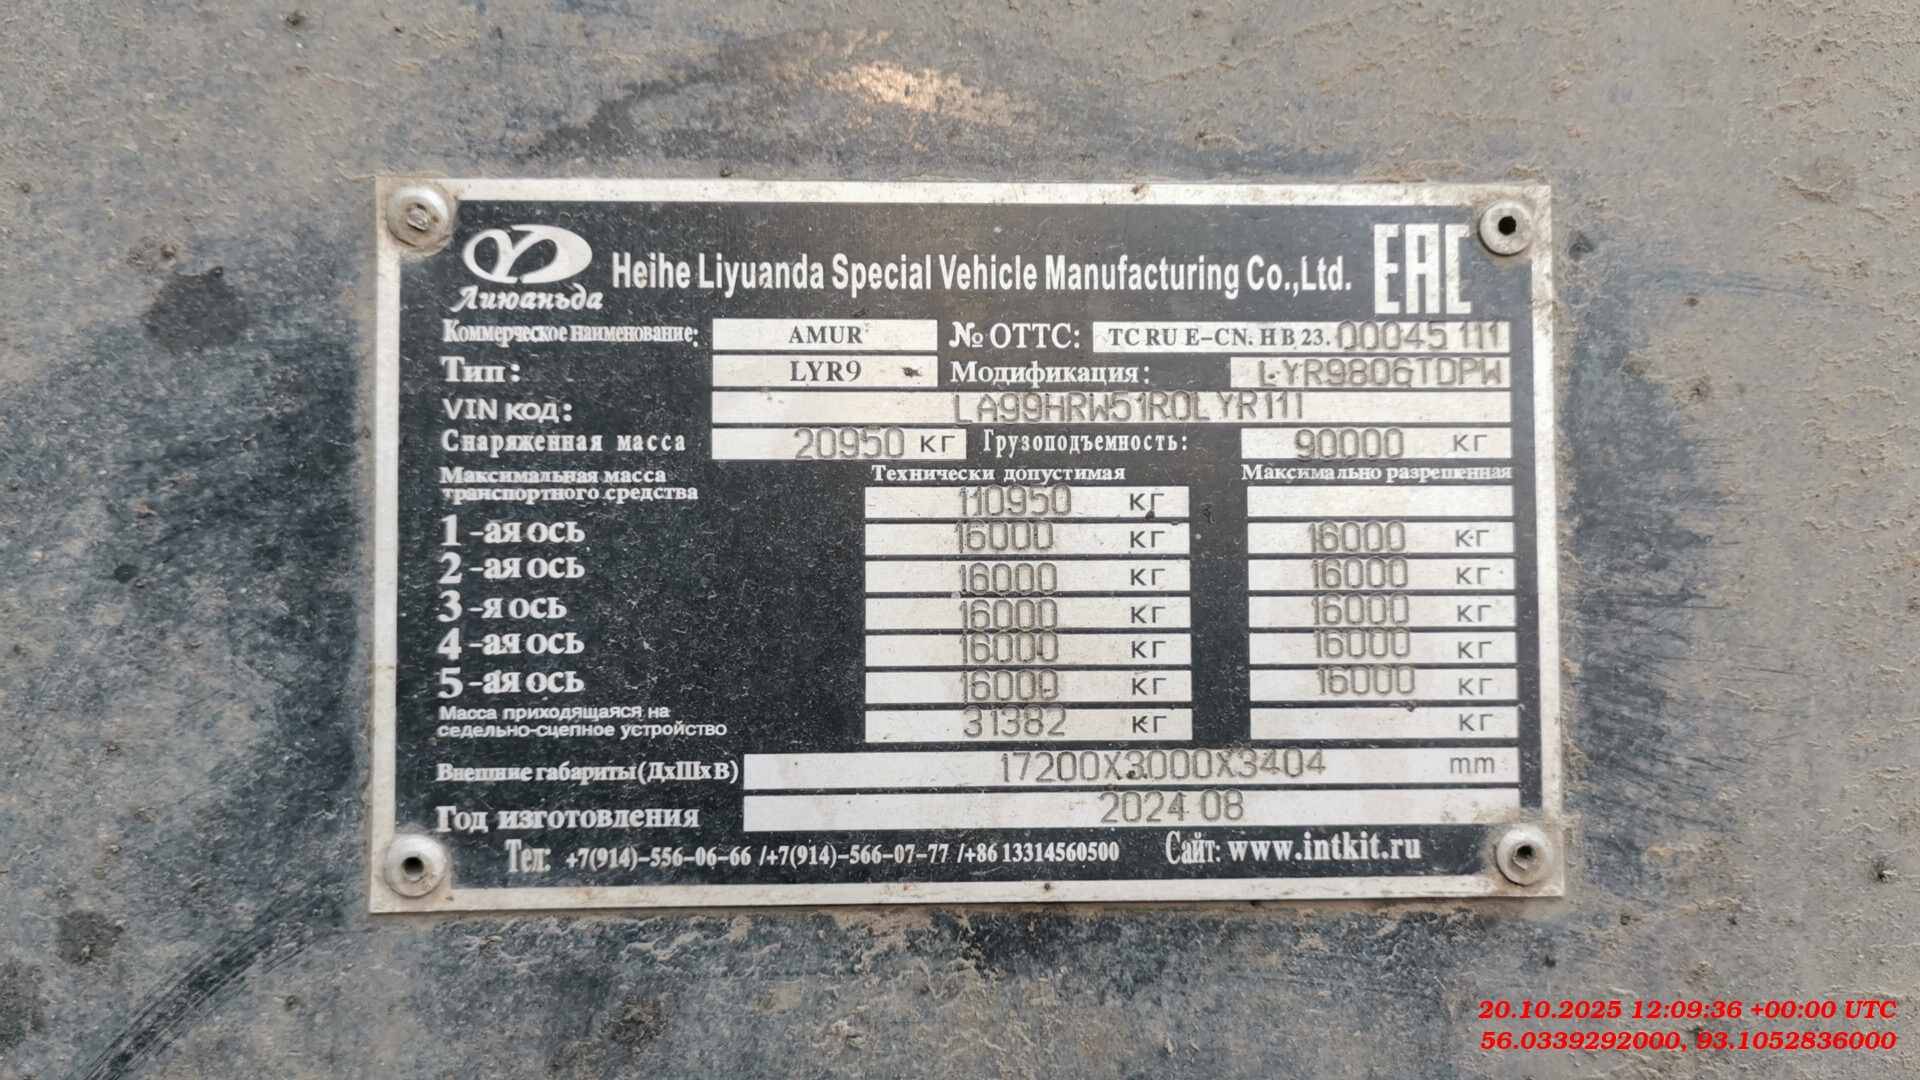 Лиюаньда
Heihe Liyuanda Special Vehicle Manufacturing Co.,Ltd. EAC
Коммерческое наименование: AMUR № ОТТС: TC RU E-CN. HB23.00045 111
Тип: LYR9 Модификация: LYR9806TDPW
VIN код: LA99HRW51R0LYR111
Снаряженная масса 20950 кг Грузоподъемность: 90000 кг
Максимальная масса Технически допустимая Максимально разрешенная
транспортного средства 110950 кг
1-ая ось 16000 кг 16000 кг
2-ая ось 16000 кг 16000 кг
3-я ось 16000 кг 16000 кг
4-ая ось 16000 кг 16000 кг
5-ая ось 16000 кг 16000 кг
Масса приходящаяся на
седельно-сцепное устройство 31382 кг кг
Внешние габариты(ДхШхВ) 17200X3000X3404 mm
Год изготовления 2024 08
Тел: +7(914)-556-06-66 /+7(914)-566-07-77 /+86 13314560500 Сайт: www.intkit.ru
20.10.2025 12:09:36 +00:00 UTC
56.0339292000, 93.1052836000